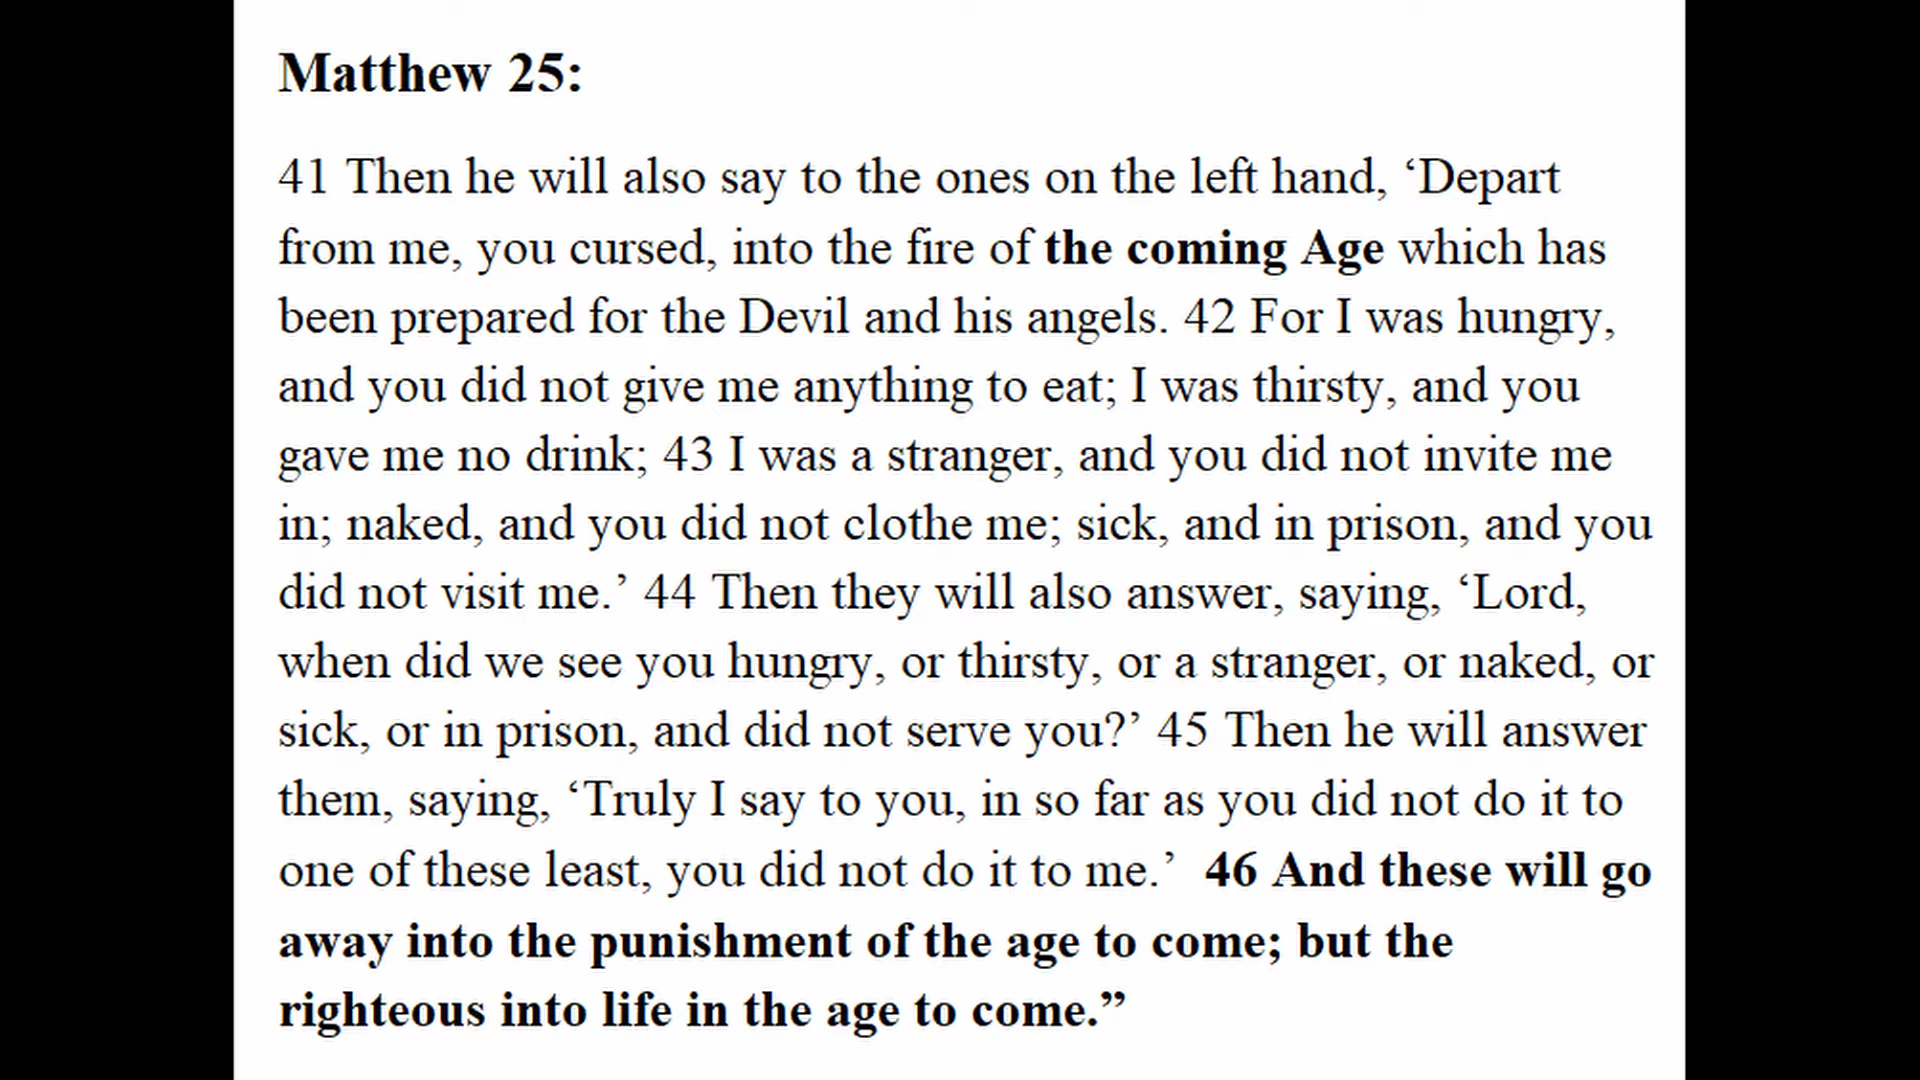 Matthew 25:
41 Then he will also say to the ones on the left hand, ‘Depart
from me, you cursed, into the fire of the coming Age which has
been prepared for the Devil and his angels. 42 For I was hungry,
and you did not give me anything to eat; I was thirsty, and you
gave me no drink; 43 I was a stranger, and you did not invite me
in; naked, and you did not clothe me; sick, and in prison, and you
did not visit me.’ 44 Then they will also answer, saying, ‘Lord,
when did we see you hungry, or thirsty, or a stranger, or naked, or
sick, or in prison, and did not serve you?’ 45 Then he will answer
them, saying, ‘Truly I say to you, in so far as you did not do it to
one of these least, you did not do it to me.’ 46 And these will go
away into the punishment of the age to come; but the
righteous into life in the age to come.”